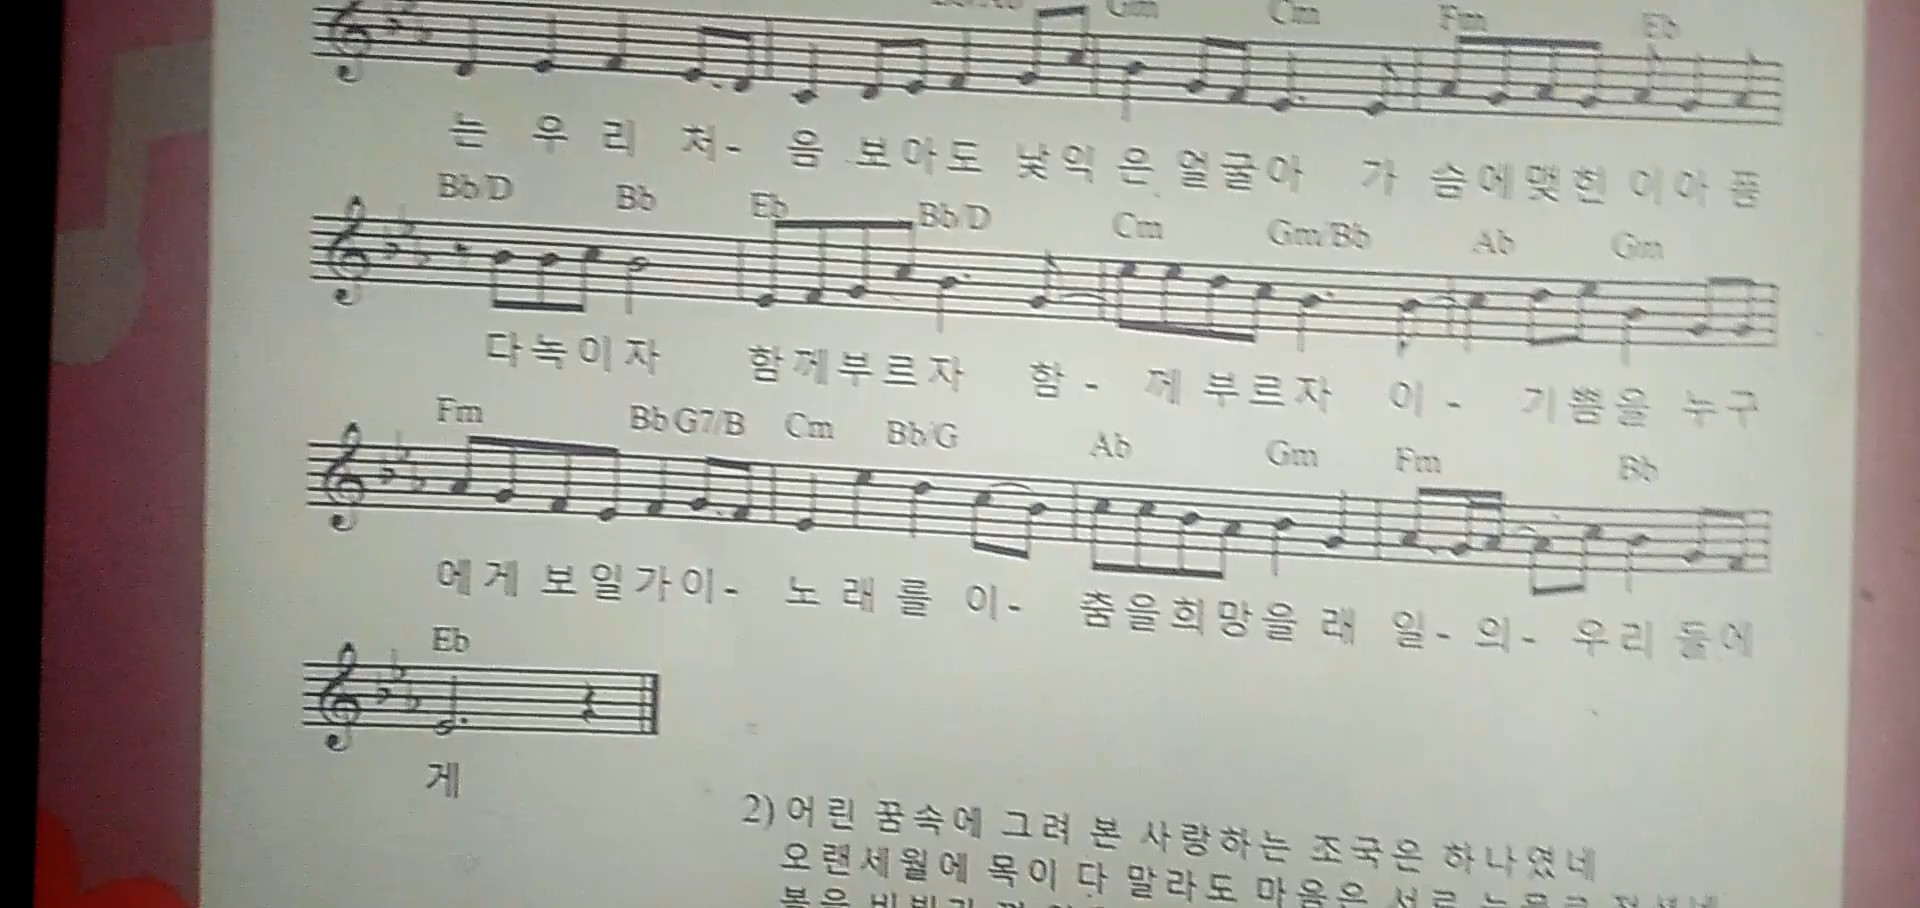 Gm Cm Fm Eb
는 우 리 처- 음 보아도 낯익 은 얼굴아 가 슴에맺힌 이아 픔
Bb/D Bb Eb Bb/D Cm Gm/Bb Ab Gm
다녹이자 함께부르자 함- 께 부르자 이- 기쁨을 누구
Fm Bb G7/B Cm Bb/G Ab Gm Fm Bb
에게 보일가이- 노래를 이- 춤을희망을 래 일-의- 우리 들에
Eb
게
2) 어린 꿈속에 그려 본 사랑하는 조국은 하나였네
오랜세월에 목이 다 말라도 마음은 서로